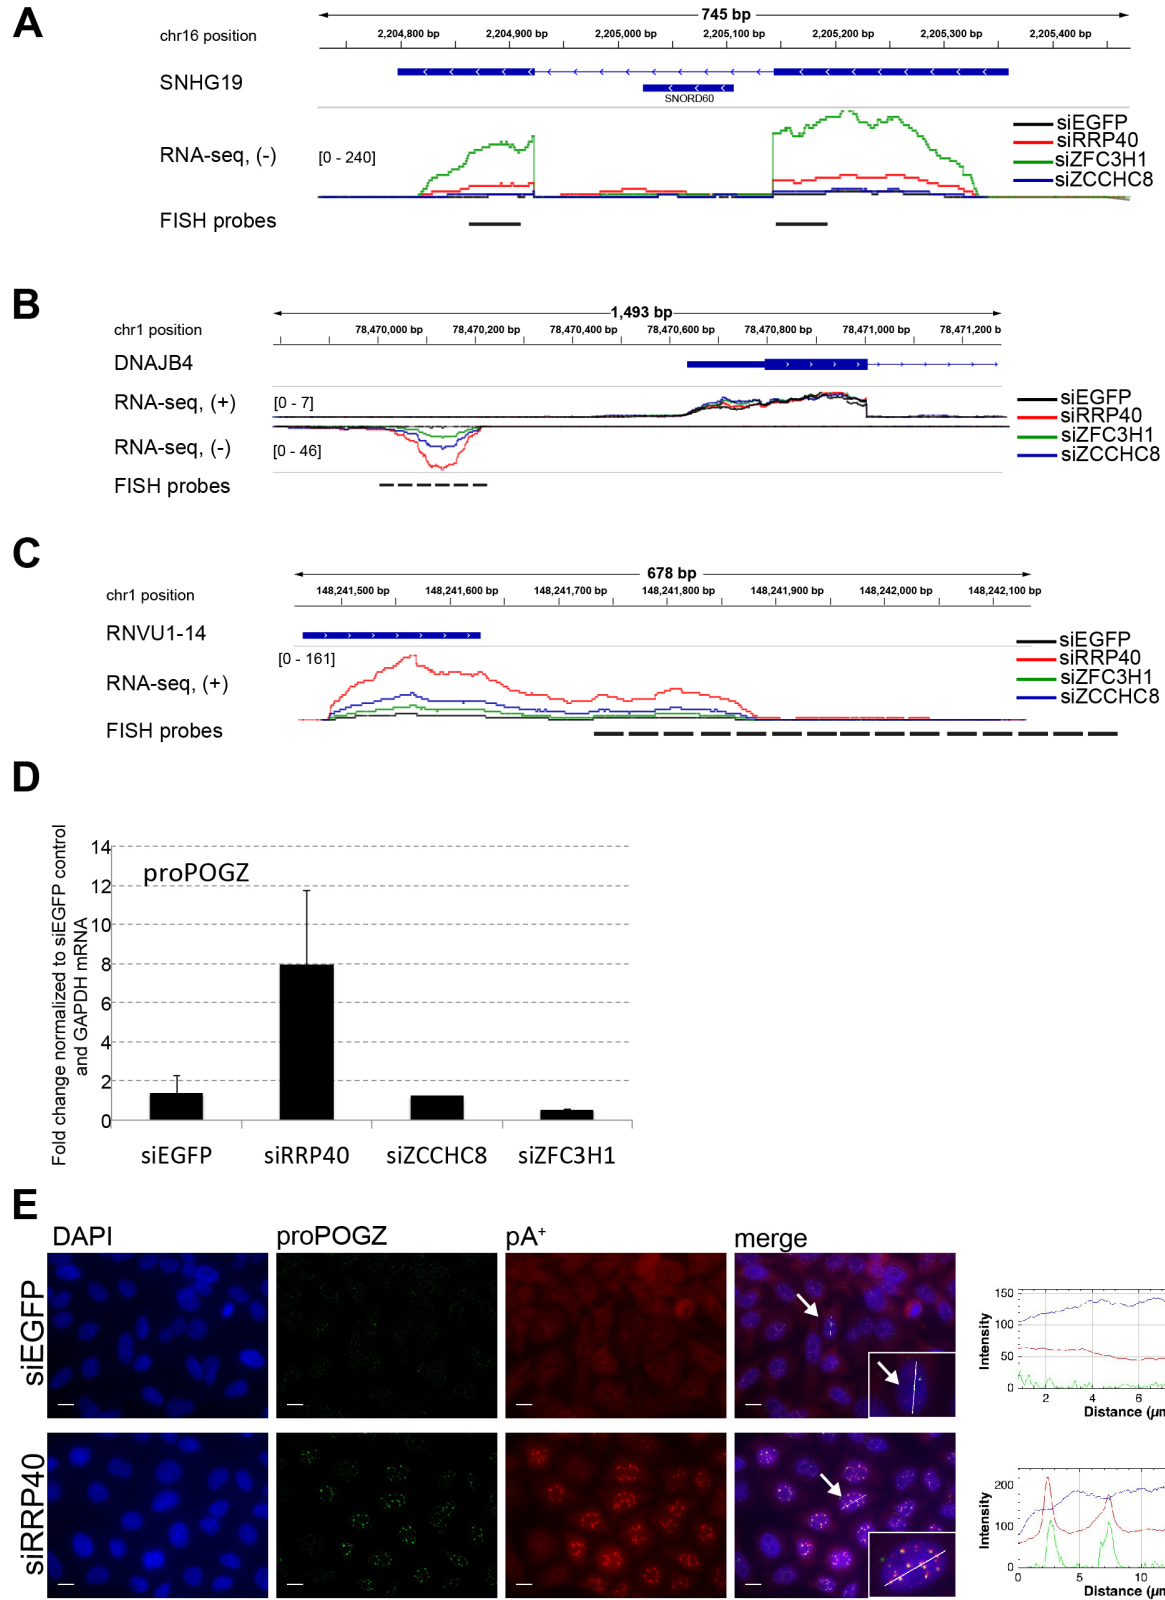 A
745 bp
chr16 position
2,204,800 bp 2,204,900 bp 2,205,000 bp 2,205,100 bp 2,205,200 bp 2,205,300 bp 2,205,400 bp
SNHG19
SNORD60
RNA-seq, (-)
[0 - 240]
siEGFP
siRRP40
siZFC3H1
siZCCHC8
FISH probes
B
1,493 bp
chr1 position
78,470,000 bp 78,470,200 bp 78,470,400 bp 78,470,600 bp 78,470,800 bp 78,471,000 bp 78,471,200 b
DNAJB4
RNA-seq, (+)
[0 - 7]
RNA-seq, (-)
[0 - 46]
siEGFP
siRRP40
siZFC3H1
siZCCHC8
FISH probes
C
678 bp
chr1 position
148,241,500 bp 148,241,600 bp 148,241,700 bp 148,241,800 bp 148,241,900 bp 148,242,000 bp 148,242,100 bp
RNVU1-14
[0 - 161]
RNA-seq, (+)
siEGFP
siRRP40
siZFC3H1
siZCCHC8
FISH probes
D
Fold change normalized to siEGFP control
and GAPDH mRNA
proPOGZ
14
12
10
8
6
4
2
0
siEGFP siRRP40 siZCCHC8 siZFC3H1
E
DAPI proPOGZ pA+ merge
siEGFP
Intensity
150
100
50
0
2 4 6
Distance (µm
siRRP40
Intensity
200
100
0
0 5 10
Distance (µm